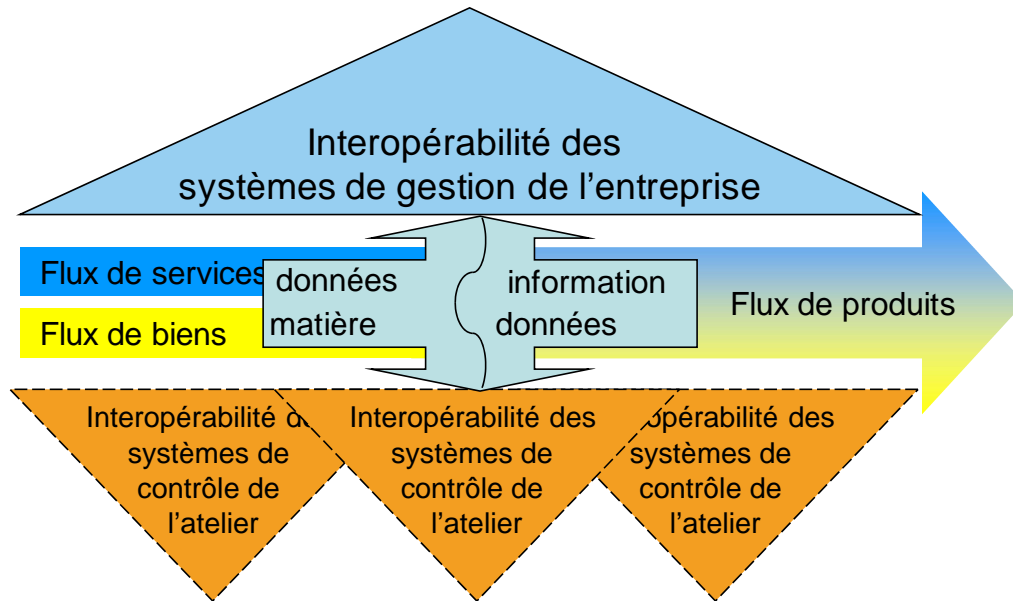 Interopérabilité des
systèmes de gestion de l'entreprise
Flux de services
données
information
Flux de produits
Flux de biens
matière
données
Interopérabilité
systèmes de
contrôle de
l'atelier
Interopérabilité des
systèmes de
contrôle de
l'atelier
opérabilité des
systèmes de
contrôle de
l'atelier